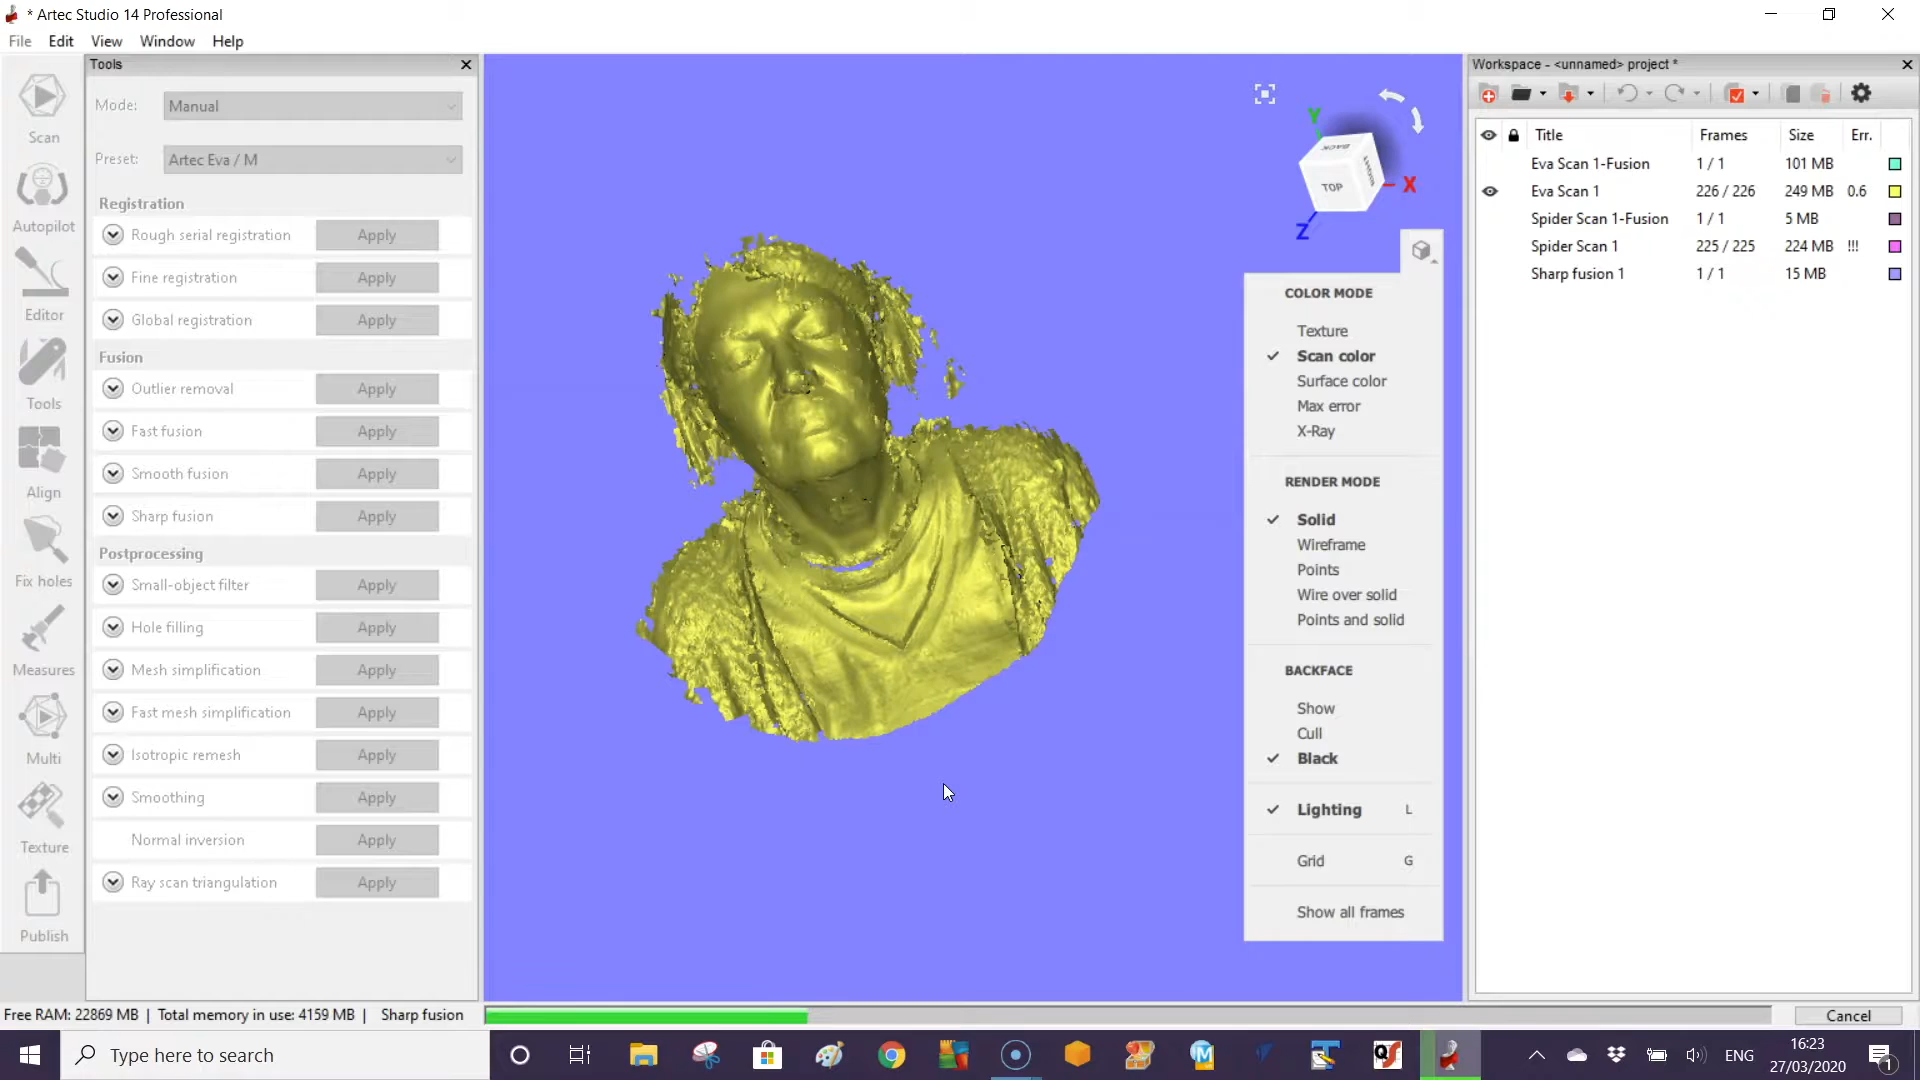 * Artec Studio 14 Professional
File Edit View Window Help
Tools
Mode: Manual
Preset: Artec Eva / M
Registration
Rough serial registration Apply
Fine registration Apply
Global registration Apply
Fusion
Outlier removal Apply
Fast fusion Apply
Smooth fusion Apply
Sharp fusion Apply
Postprocessing
Small-object filter Apply
Hole filling Apply
Mesh simplification Apply
Fast mesh simplification Apply
Isotropic remesh Apply
Smoothing Apply
Normal inversion Apply
Ray scan triangulation Apply
Scan
Autopilot
Editor
Tools
Align
Fix holes
Measures
Multi
Texture
Publish
Y
BACK
RIGHT
TOP
X
Z
COLOR MODE
Texture
Scan color
Surface color
Max error
X-Ray
RENDER MODE
Solid
Wireframe
Points
Wire over solid
Points and solid
BACKFACE
Show
Cull
Black
Lighting L
Grid G
Show all frames
Workspace - <unnamed> project *
Title Frames Size Err.
Eva Scan 1-Fusion 1 / 1 101 MB
Eva Scan 1 226 / 226 249 MB 0.6
Spider Scan 1-Fusion 1 / 1 5 MB
Spider Scan 1 225 / 225 224 MB !!!
Sharp fusion 1 1 / 1 15 MB
Free RAM: 22869 MB | Total memory in use: 4159 MB | Sharp fusion
Cancel
Type here to search
ENG
16:23
27/03/2020
1